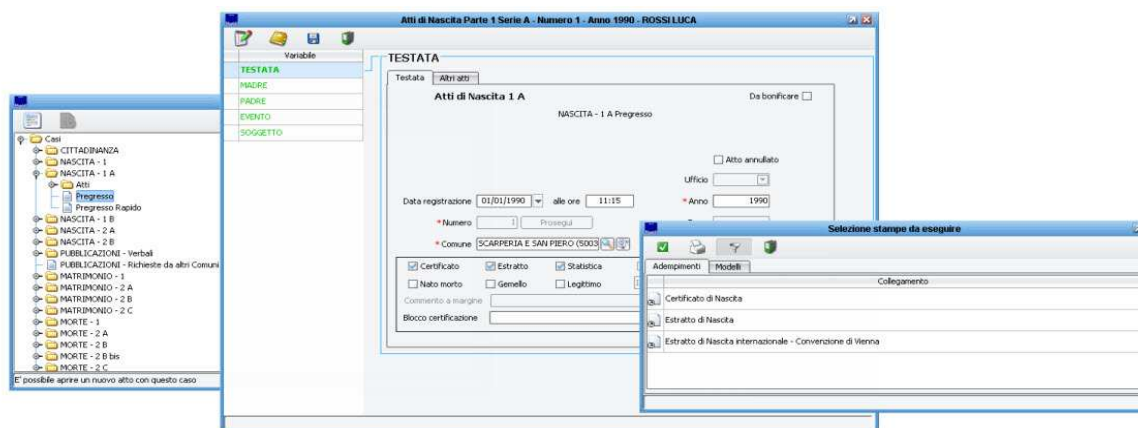 Casi
CITTADINANZA
NASCITA - 1
NASCITA - 1 A
Atti
Pregresso
Pregresso Rapido
NASCITA - 1 B
NASCITA - 2 A
NASCITA - 2 B
PUBBLICAZIONI - Verbali
PUBBLICAZIONI - Richieste da altri Comuni
MATRIMONIO - 1
MATRIMONIO - 2 A
MATRIMONIO - 2 B
MATRIMONIO - 2 C
MORTE - 1
MORTE - 2 A
MORTE - 2 B
MORTE - 2 B bis
MORTE - 2 C
E' possibile aprire un nuovo atto con questo caso
Atti di Nascita Parte 1 Serie A - Numero 1 - Anno 1990 - ROSSI LUCA
Variabile
TESTATA
MADRE
PADRE
EVENTO
SOGGETTO
TESTATA
Testata Altri atti
Atti di Nascita 1 A Da bonificare
NASCITA - 1 A Pregresso
Atto annullato
Ufficio
Data registrazione 01/01/1990 alle ore 11:15 * Anno 1990
* Numero 1 Prosegui
* Comune SCARPERIA E SAN PIERO (5003
Certificato Estratto Statistica
Nato morto Gemello Legittimo
Commento a margine
Blocco certificazione
Selezione stampe da eseguire
Adempimenti Modelli
Collegamento
Certificato di Nascita
Estratto di Nascita
Estratto di Nascita internazionale - Convenzione di Vienna